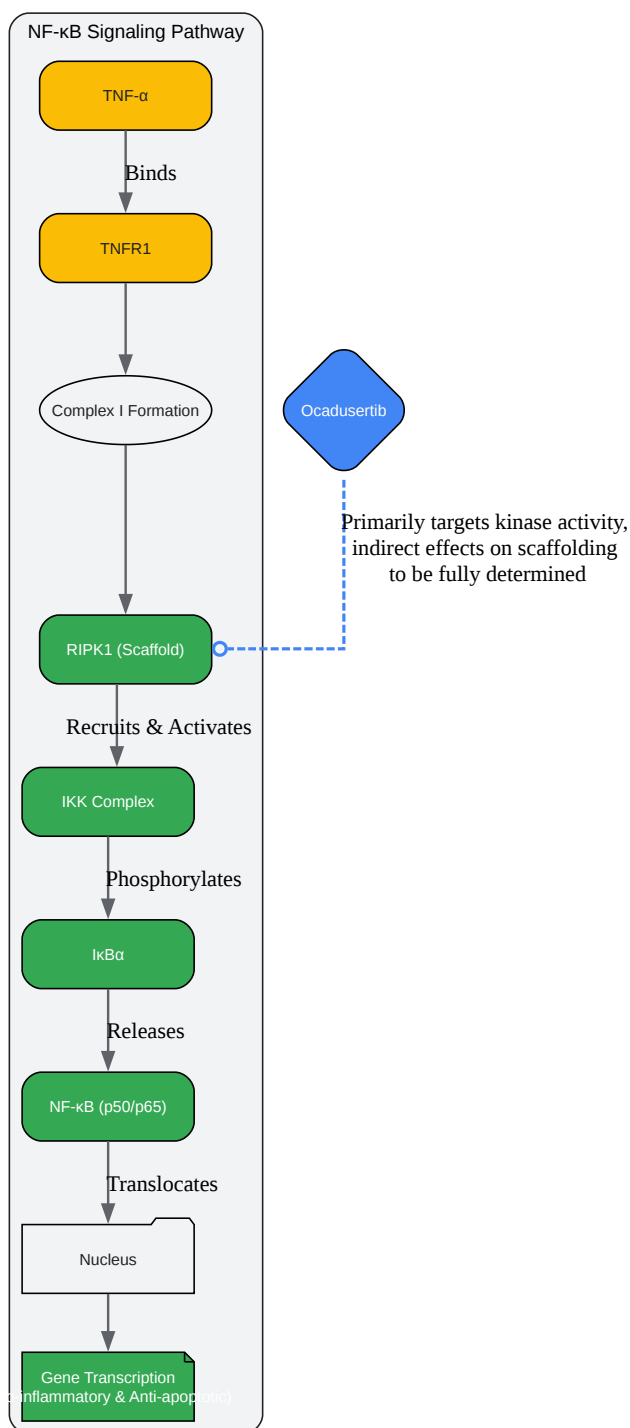 NF-κB Signaling Pathway
TNF-α
Binds
TNFR1
Complex I Formation
Ocadusertib
Primarily targets kinase activity,
indirect effects on scaffolding
to be fully determined
RIPK1 (Scaffold)
Recruits & Activates
IKK Complex
Phosphorylates
IκBα
Releases
NF-κB (p50/p65)
Translocates
Nucleus
Gene Transcription
inflammatory & Anti-apoptotic)